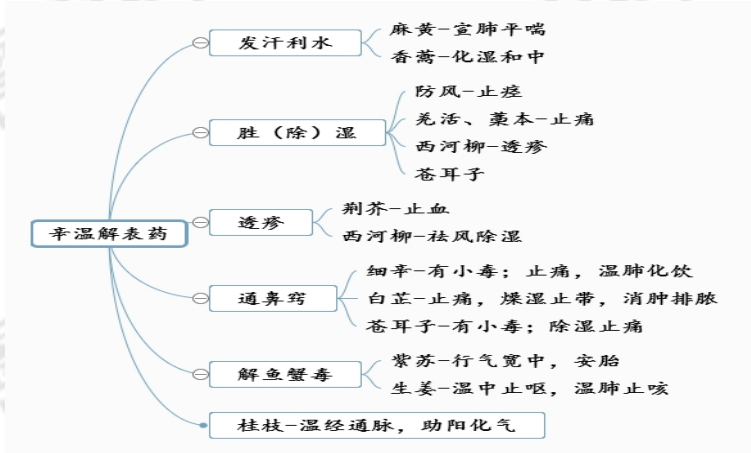 辛温解表药
发汗利水
麻黄-宣肺平喘
香薷-化湿和中
胜（除）湿
防风-止痉
羌活、藁本-止痛
西河柳-透疹
苍耳子
透疹
荆芥-止血
西河柳-祛风除湿
通鼻窍
细辛-有小毒；止痛，温肺化饮
白芷-止痛，燥湿止带，消肿排脓
苍耳子-有小毒；除湿止痛
解鱼蟹毒
紫苏-行气宽中，安胎
生姜-温中止呕，温肺止咳
桂枝-温经通脉，助阳化气